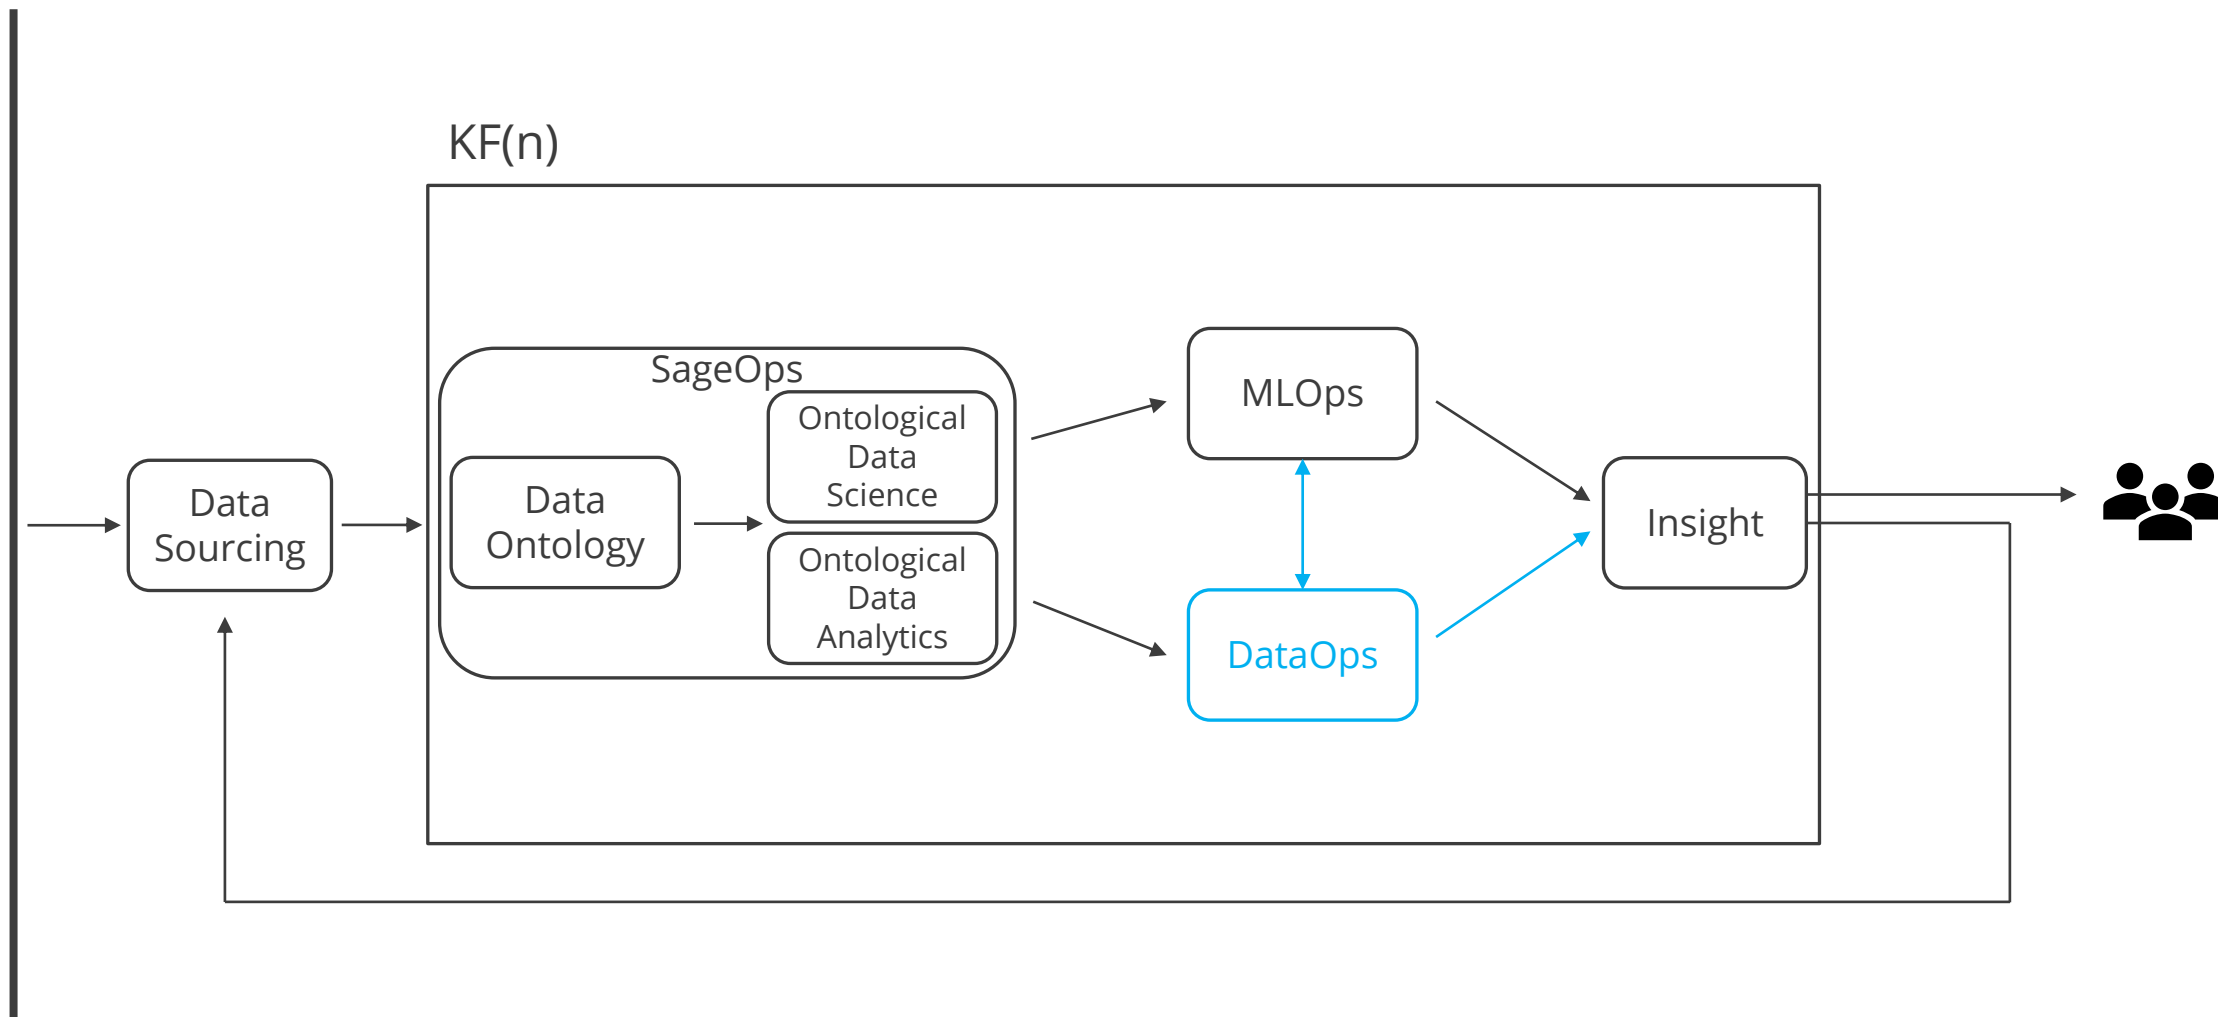 KF(n)
SageOps
Data
Sourcing
Data
Ontology
Ontological
Data
Science
Ontological
Data
Analytics
MLOps
DataOps
Insight